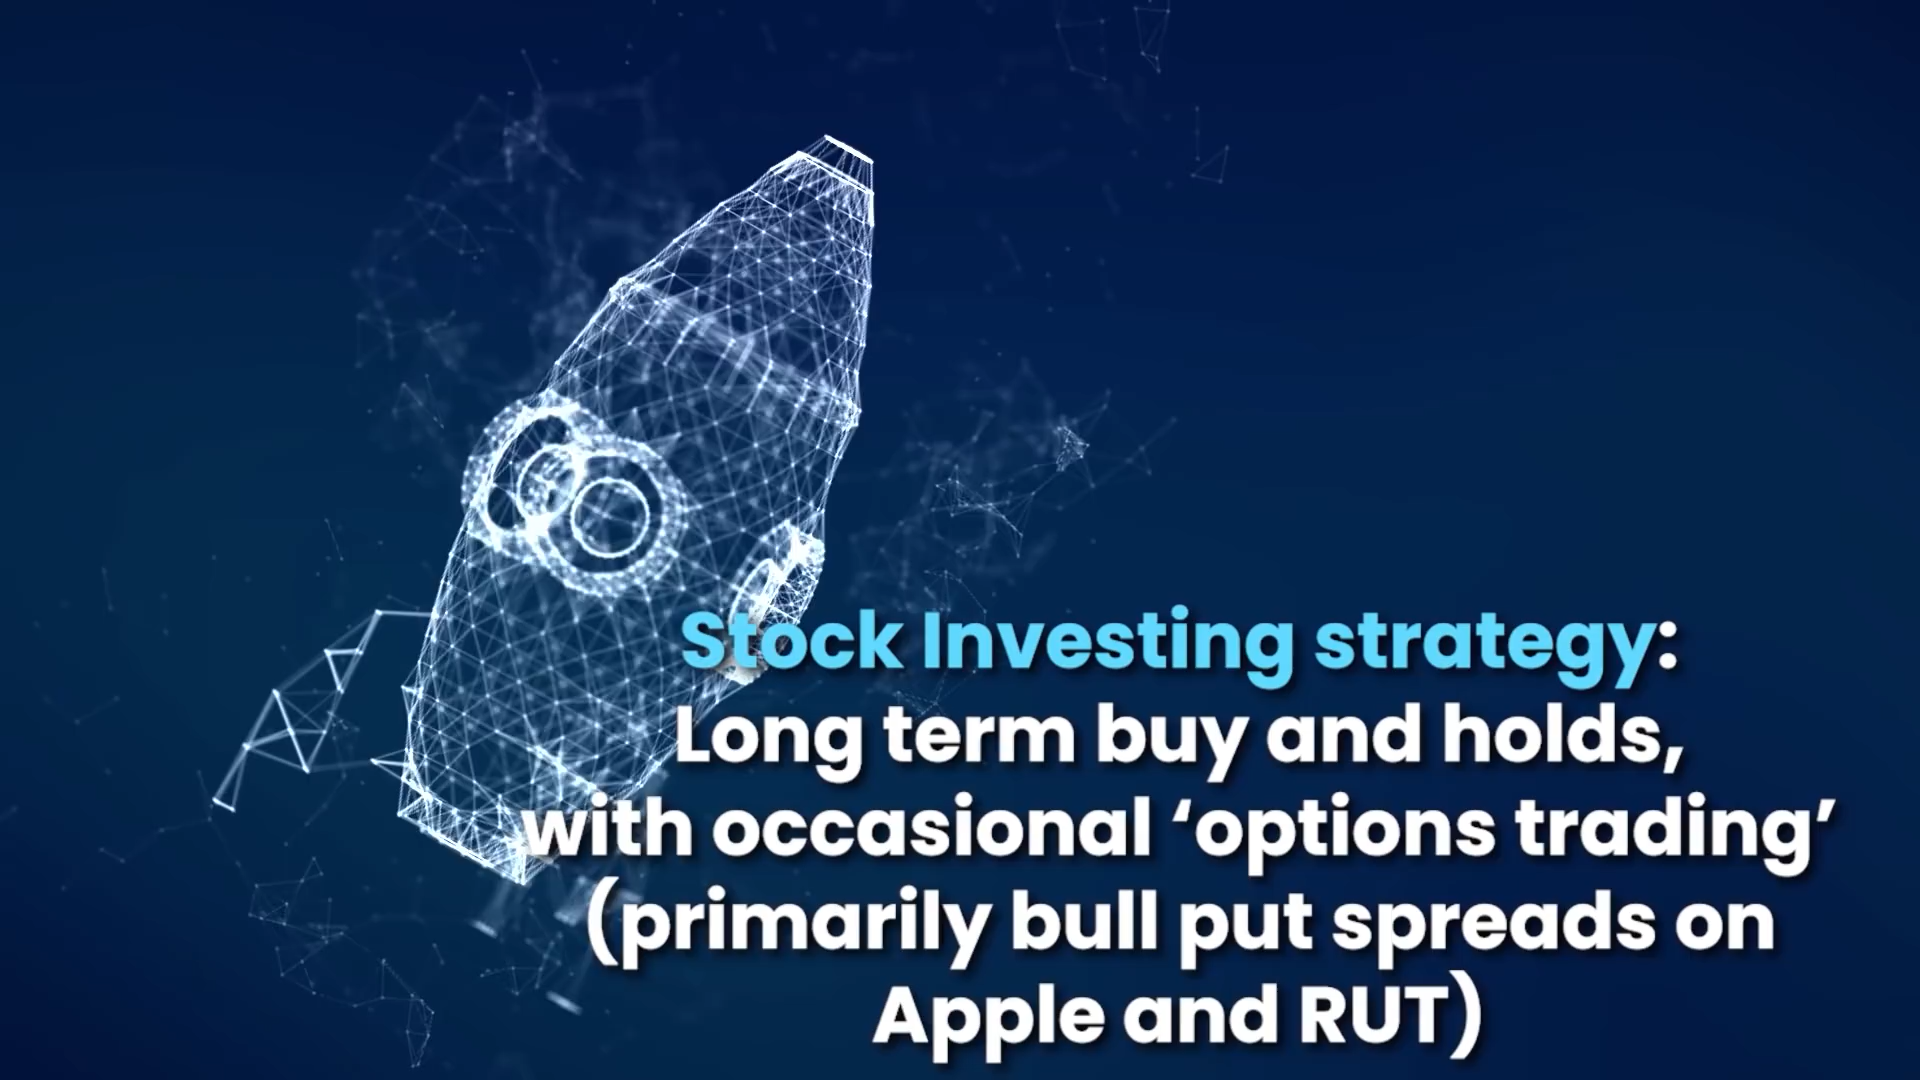 Stock Investing strategy:
Long term buy and holds,
with occasional ‘options trading’
(primarily bull put spreads on
Apple and RUT)